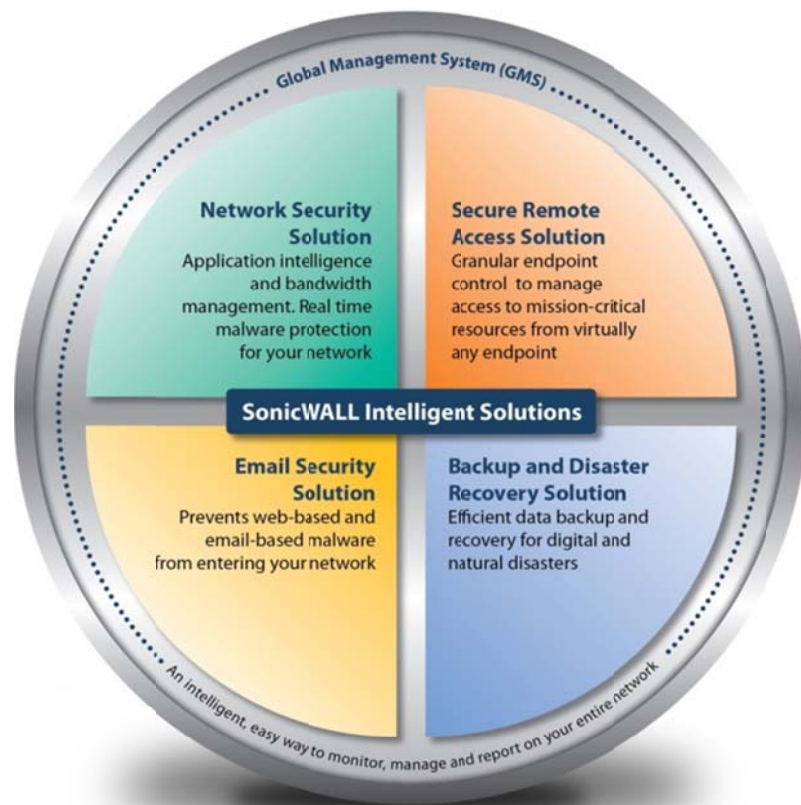 Global Management System (GMS)
Network Security
Solution
Application intelligence
and bandwidth
management. Real time
malware protection
for your network
Secure Remote
Access Solution
Granular endpoint
control to manage
access to mission-critical
resources from virtually
any endpoint
SonicWALL Intelligent Solutions
Email Security
Solution
Prevents web-based and
email-based malware
from entering your network
Backup and Disaster
Recovery Solution
Efficient data backup and
recovery for digital and
natural disasters
An intelligent, easy way to monitor, manage and report on your entire network